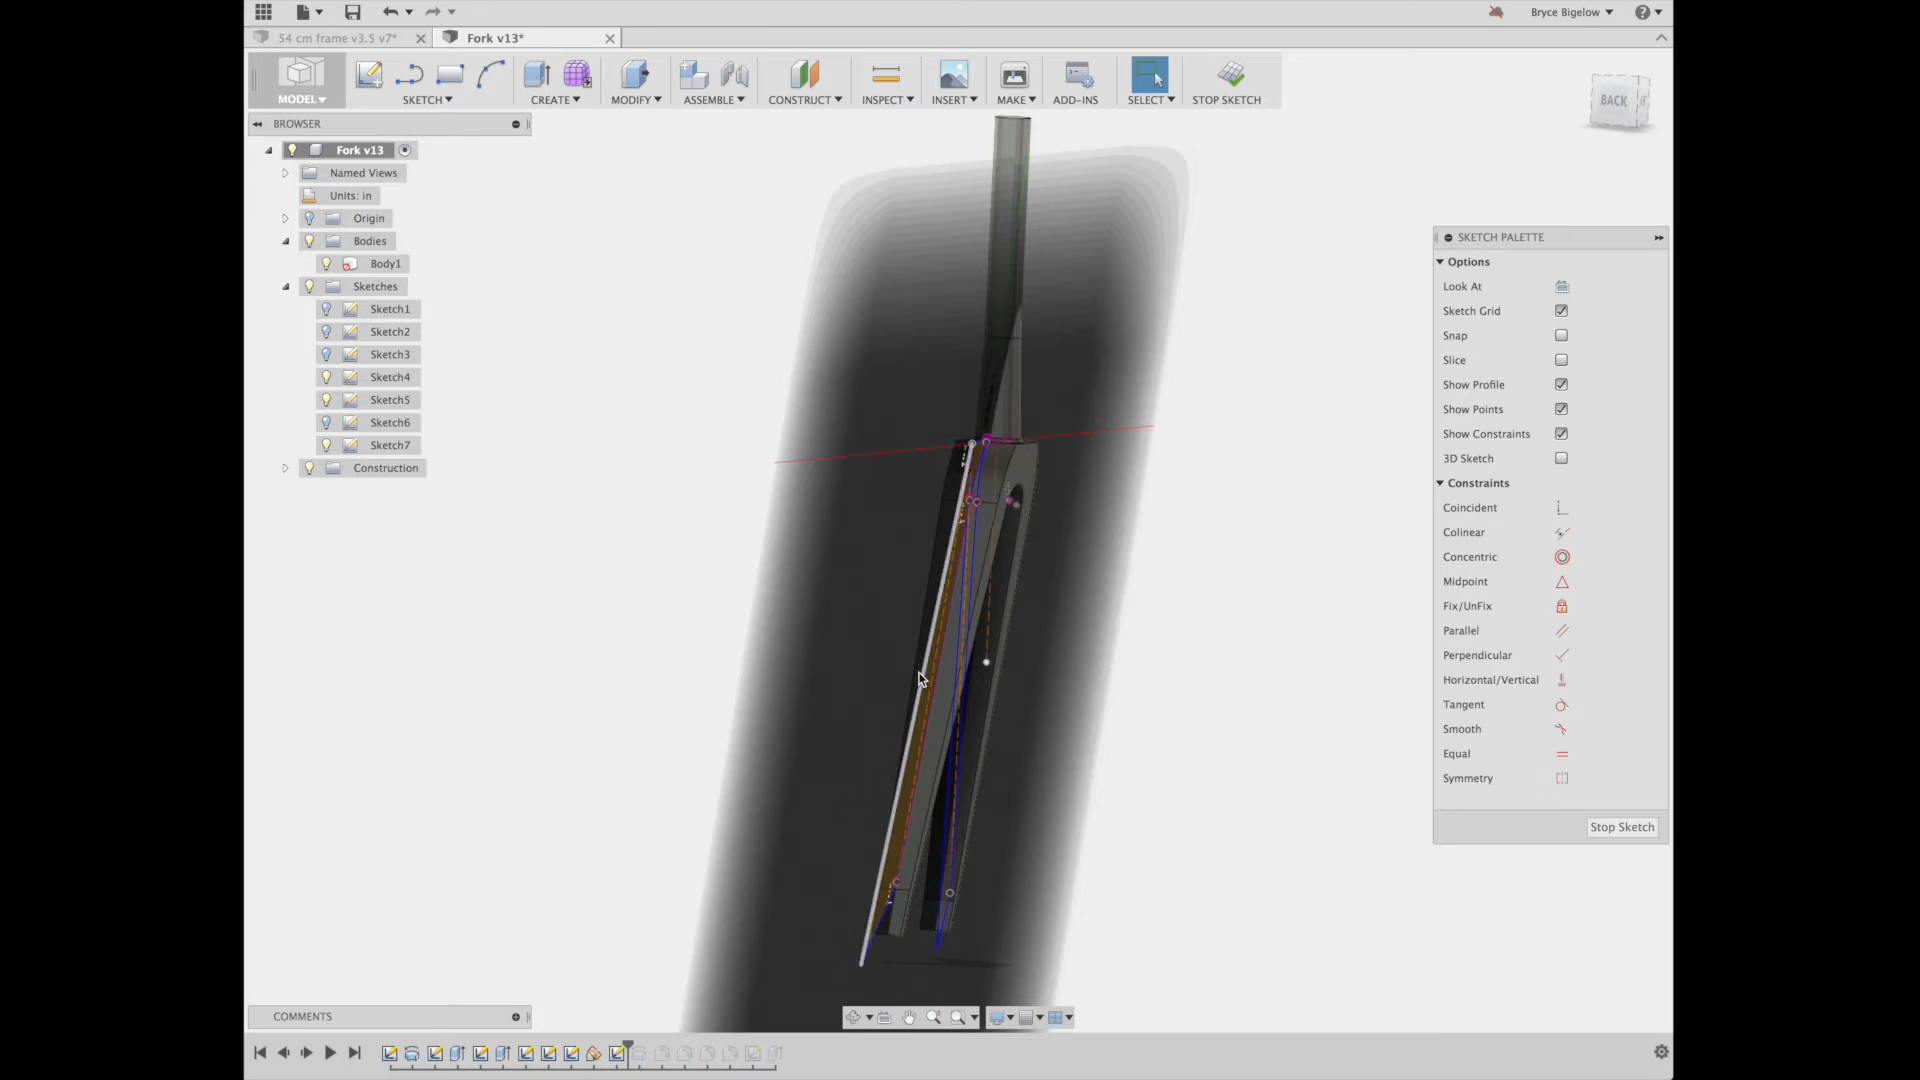 Bryce Bigelow
54 cm frame v3.5 v7*
Fork v13*
MODEL
SKETCH
CREATE
MODIFY
ASSEMBLE
CONSTRUCT
INSPECT
INSERT
MAKE
ADD-INS
SELECT
STOP SKETCH
BACK
BROWSER
Fork v13
Named Views
Units: in
Origin
Bodies
Body1
Sketches
Sketch1
Sketch2
Sketch3
Sketch4
Sketch5
Sketch6
Sketch7
Construction
SKETCH PALETTE
Options
Look At
Sketch Grid
Snap
Slice
Show Profile
Show Points
Show Constraints
3D Sketch
Constraints
Coincident
Colinear
Concentric
Midpoint
Fix/UnFix
Parallel
Perpendicular
Horizontal/Vertical
Tangent
Smooth
Equal
Symmetry
Stop Sketch
COMMENTS